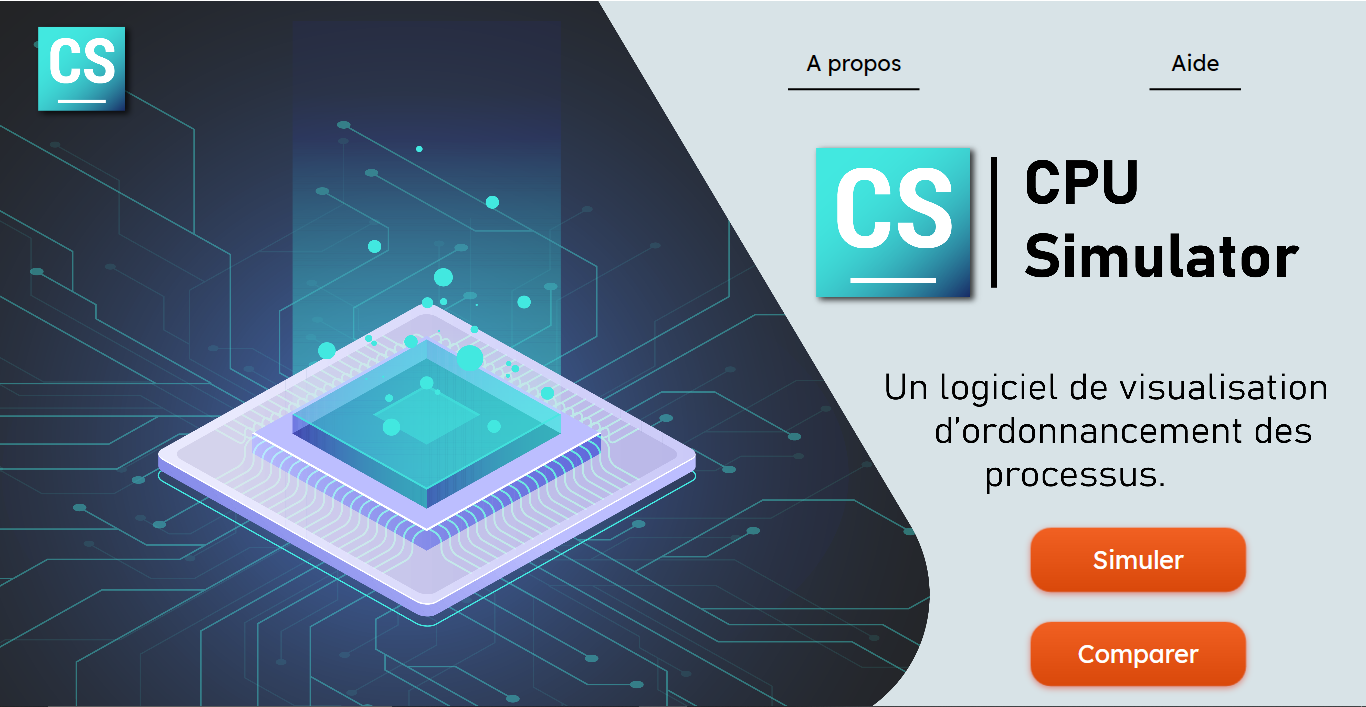 CS
A propos
Aide
CS
CPU
Simulator
Un logiciel de visualisation
d’ordonnancement des
processus.
Simuler
Comparer